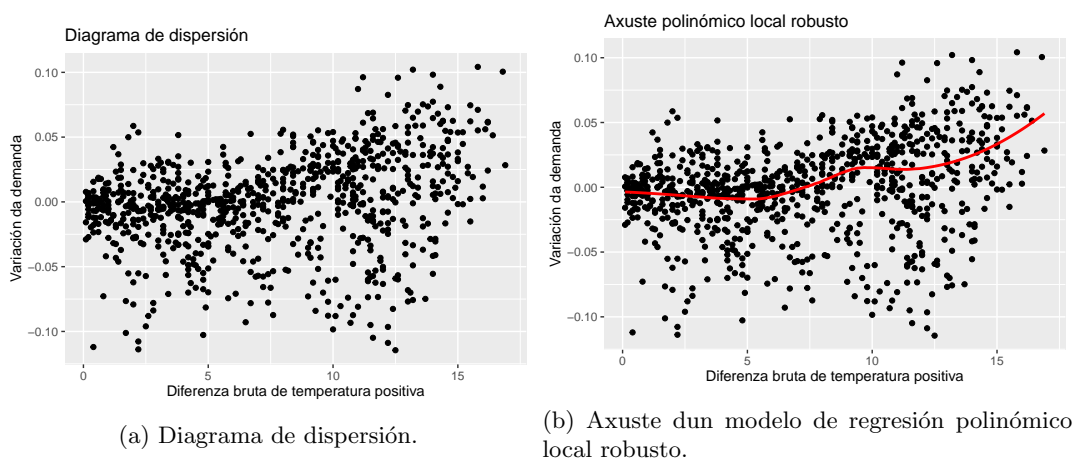 Diagrama de dispersión
0.10
0.05
0.00
−0.05
−0.10
Variación da demanda
0
5
10
15
Diferenza bruta de temperatura positiva
(a) Diagrama de dispersión.
Axuste polinómico local robusto
0.10
0.05
0.00
−0.05
−0.10
Variación da demanda
0
5
10
15
Diferenza bruta de temperatura positiva
(b) Axuste dun modelo de regresión polinómico
local robusto.